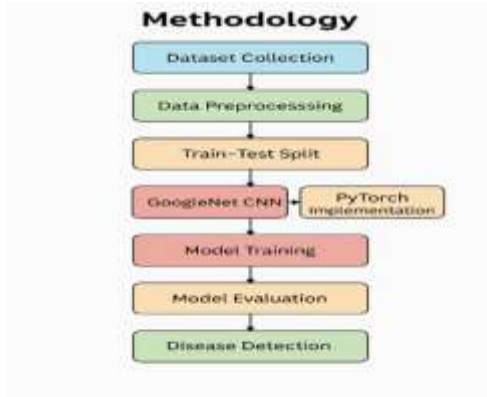 Methodology
Dataset Collection
Data Preprocesssing
Train-Test Split
GoogleNet CNN
PyTorch
Implementation
Model Training
Model Evaluation
Disease Detection